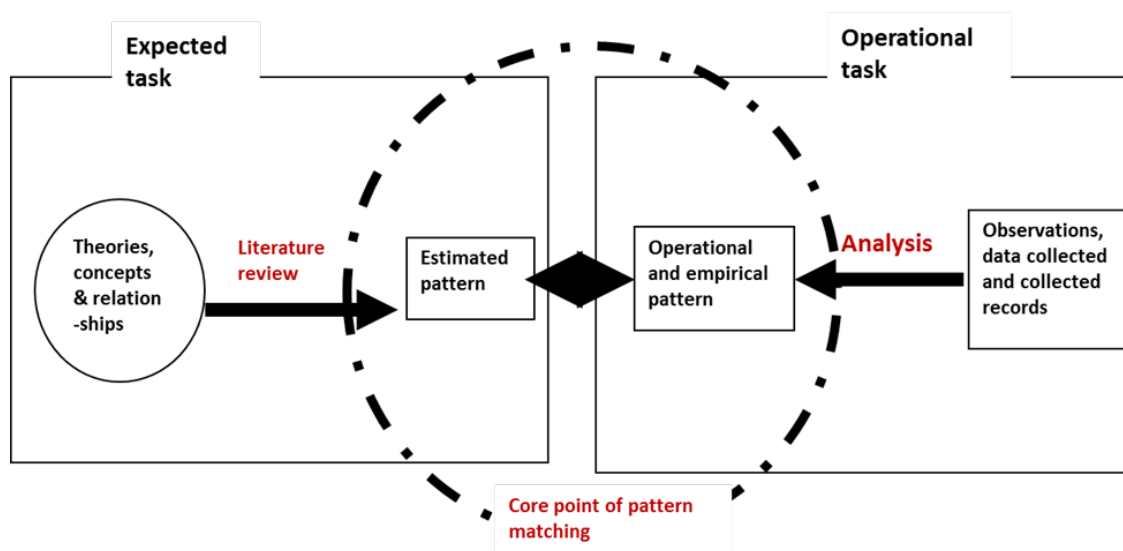 Expected
task
Operational
task
Theories,
concepts
& relation
-ships
Literature
review
Estimated
pattern
Operational
and empirical
pattern
Analysis
Observations,
data collected
and collected
records
Core point of pattern
matching